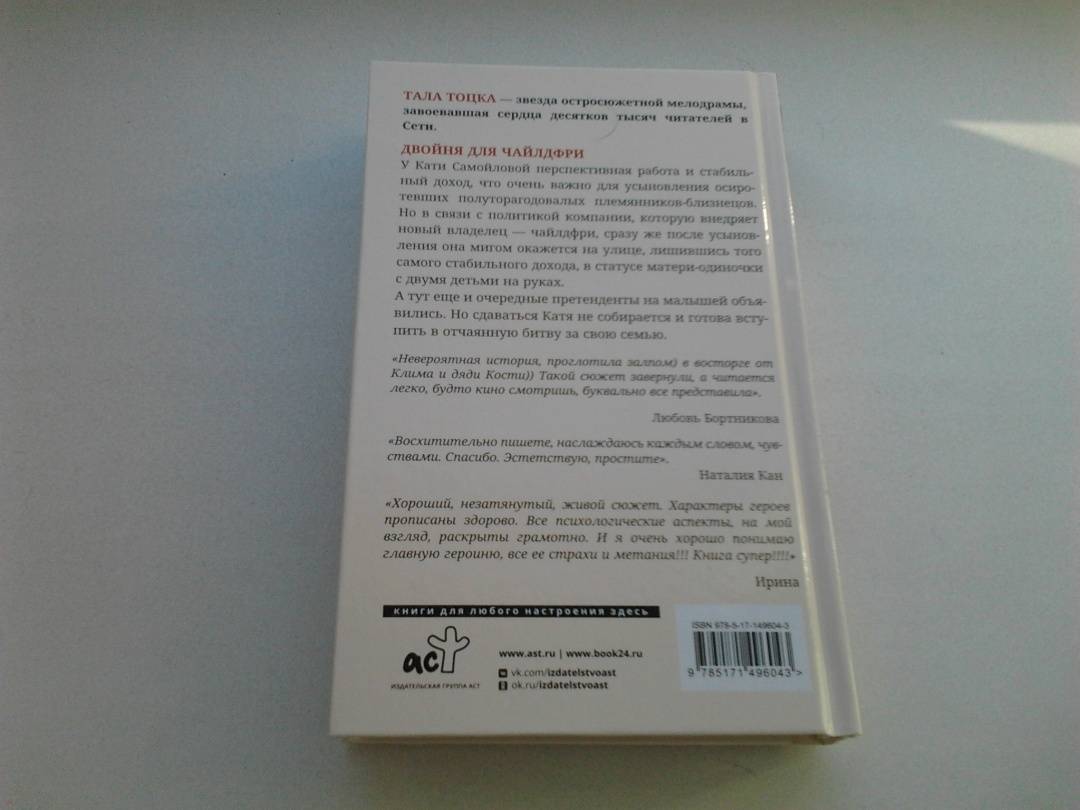 ТАЛА ТОЦКА — звезда остросюжетной мелодрамы,
завоевавшая сердца десятков тысяч читателей в
Сети.
ДВОЙНЯ ДЛЯ ЧАЙЛДФРИ
У Кати Самойловой перспективная работа и стабиль-
ный доход, что очень важно для усыновления осиро-
тевших полуторагодовалых племянников-близнецов.
Но в связи с политикой компании, которую внедряет
новый владелец — чайлдфри, сразу же после усынов-
ления она мигом окажется на улице, лишившись того
самого стабильного дохода, в статусе матери-одиночки
с двумя детьми на руках.
А тут еще и очередные претенденты на малышей объя-
вились. Но сдаваться Катя не собирается и готова всту-
пить в отчаянную битву за свою семью.
«Невероятная история, проглотила залпом) в восторге от
Клима и дяди Кости)) Такой сюжет завернули, а читается
легко, будто кино смотришь, буквально все представила».
Любовь Бортникова
«Восхитительно пишете, наслаждаюсь каждым словом, чув-
ствами. Спасибо. Эстетствую, простите».
Наталия Кан
«Хороший, незатянутый, живой сюжет. Характеры героев
прописаны здорово. Все психологические аспекты, на мой
взгляд, раскрыты грамотно. И я очень хорошо понимаю
главную героиню, все ее страхи и метания!!! Книга супер!!!!»
Ирина
книги для любого настроения здесь
аст
ИЗДАТЕЛЬСКАЯ ГРУППА АСТ
www.ast.ru | www.book24.ru
vk.com/izdatelstvoast
ok.ru/izdatelstvoast
ISBN 978-5-17-149604-3
9 785171 496043 >